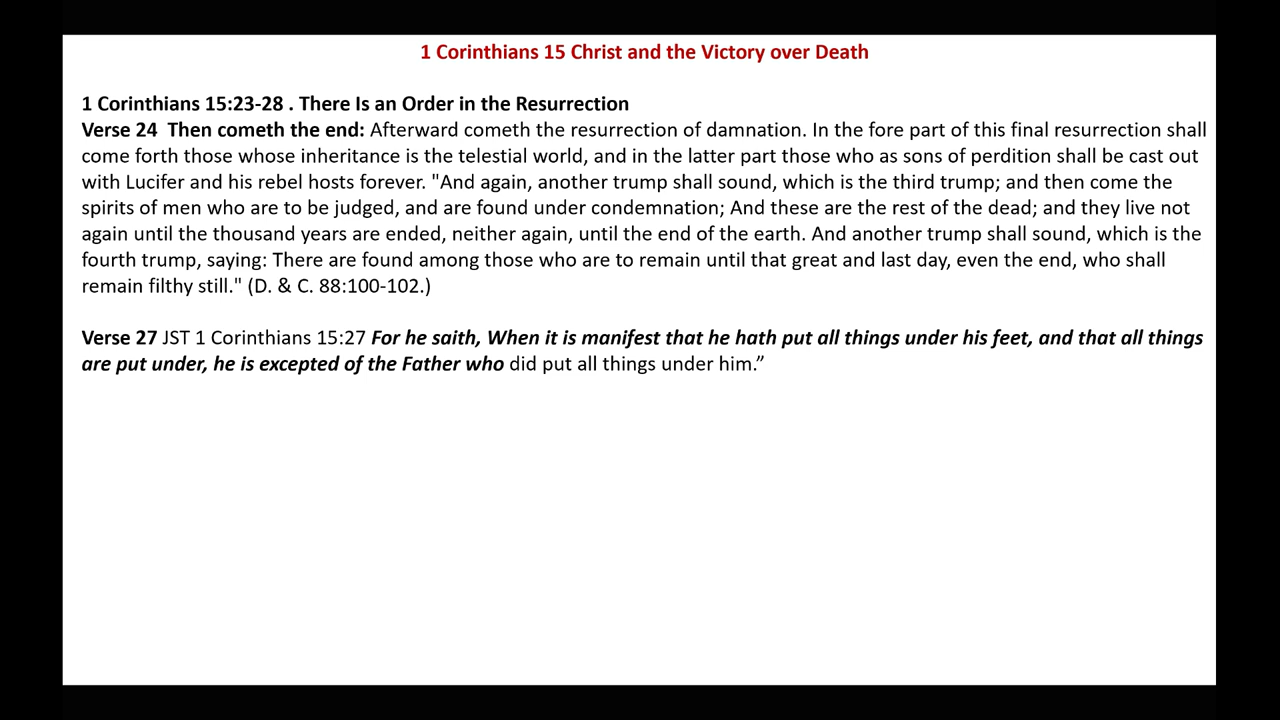 1 Corinthians 15 Christ and the Victory over Death
1 Corinthians 15:23-28 . There Is an Order in the Resurrection
Verse 24  Then cometh the end: Afterward cometh the resurrection of damnation. In the fore part of this final resurrection shall
come forth those whose inheritance is the telestial world, and in the latter part those who as sons of perdition shall be cast out
with Lucifer and his rebel hosts forever. "And again, another trump shall sound, which is the third trump; and then come the
spirits of men who are to be judged, and are found under condemnation; And these are the rest of the dead; and they live not
again until the thousand years are ended, neither again, until the end of the earth. And another trump shall sound, which is the
fourth trump, saying: There are found among those who are to remain until that great and last day, even the end, who shall
remain filthy still." (D. & C. 88:100-102.)
Verse 27 JST 1 Corinthians 15:27 For he saith, When it is manifest that he hath put all things under his feet, and that all things
are put under, he is excepted of the Father who did put all things under him.”